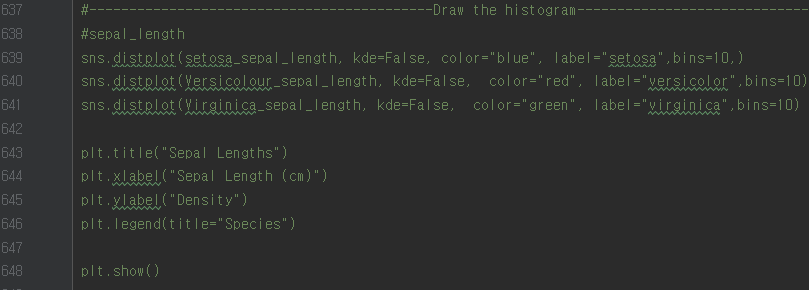 637 #-------------------------------------------Draw the histogram-----------------------------
638 #sepal_length
639 sns.distplot(setosa_sepal_length, kde=False, color="blue", label="setosa",bins=10,)
640 sns.distplot(Versicolour_sepal_length, kde=False,  color="red", label="versicolor",bins=10)
641 sns.distplot(Virginica_sepal_length, kde=False,  color="green", label="virginica",bins=10)
642
643 plt.title("Sepal Lengths")
644 plt.xlabel("Sepal Length (cm)")
645 plt.ylabel("Density")
646 plt.legend(title="Species")
647
648 plt.show()